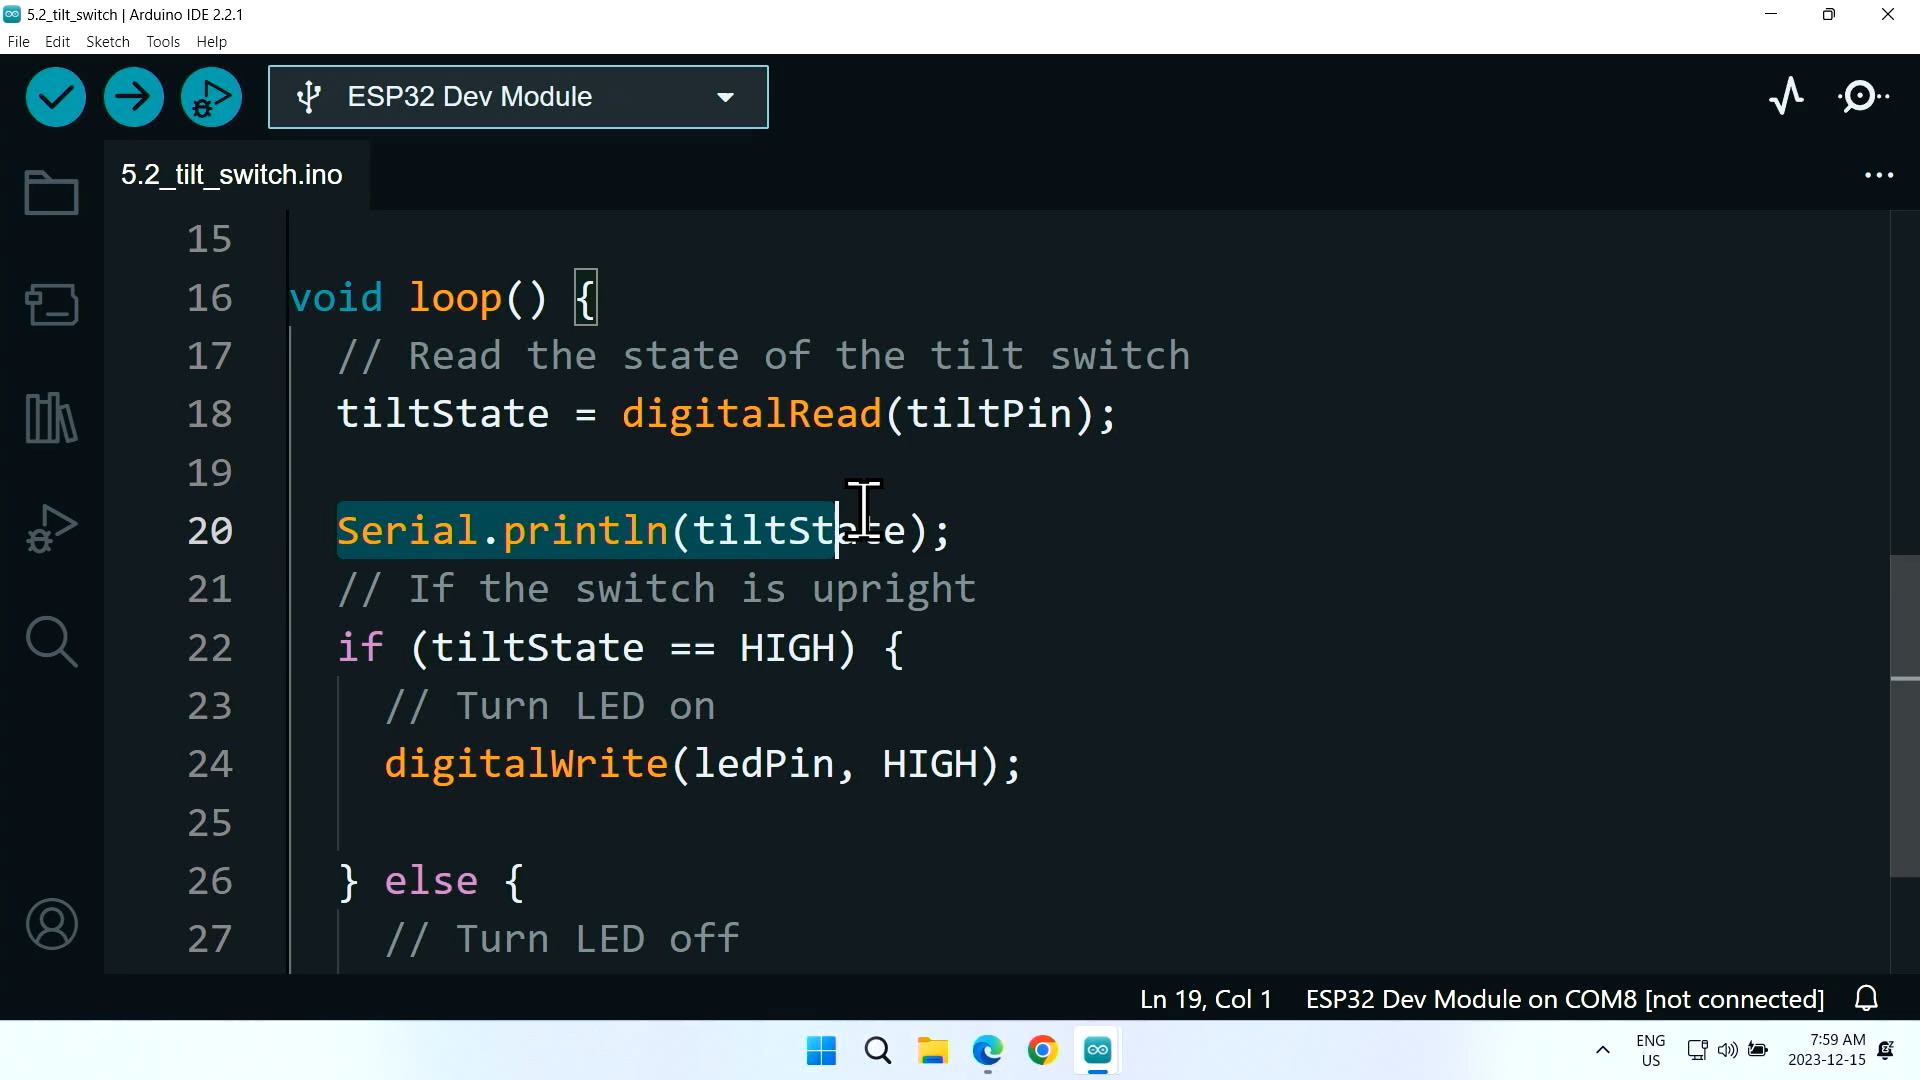 5.2_tilt_switch | Arduino IDE 2.2.1
File Edit Sketch Tools Help
ESP32 Dev Module
5.2_tilt_switch.ino
15
16 void loop() {
17 // Read the state of the tilt switch
18 tiltState = digitalRead(tiltPin);
19
20 Serial.println(tiltState);
21 // If the switch is upright
22 if (tiltState == HIGH) {
23 // Turn LED on
24 digitalWrite(ledPin, HIGH);
25
26 } else {
27 // Turn LED off
Ln 19, Col 1 ESP32 Dev Module on COM8 [not connected]
ENG
US
7:59 AM
2023-12-15